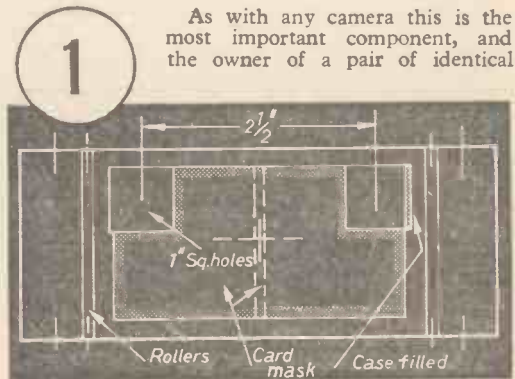 1
As with any camera this is the
most important component, and
the owner of a pair of identical
2½"
1" Sq. holes
Rollers
Card
mask
Case filled